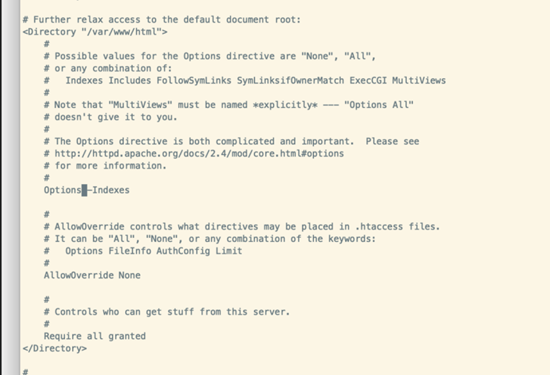 # Further relax access to the default document root:
<Directory "/var/www/html">
#
# Possible values for the Options directive are "None", "All",
# or any combination of:
#   Indexes Includes FollowSymLinks SymLinksifOwnerMatch ExecCGI MultiViews
#
# Note that "MultiViews" must be named *explicitly* --- "Options All"
# doesn't give it to you.
#
# The Options directive is both complicated and important.  Please see
# http://httpd.apache.org/docs/2.4/mod/core.html#options
# for more information.
#
Options -Indexes
#
# AllowOverride controls what directives may be placed in .htaccess files.
# It can be "All", "None", or any combination of the keywords:
#   Options FileInfo AuthConfig Limit
#
AllowOverride None
#
# Controls who can get stuff from this server.
#
Require all granted
</Directory>
#